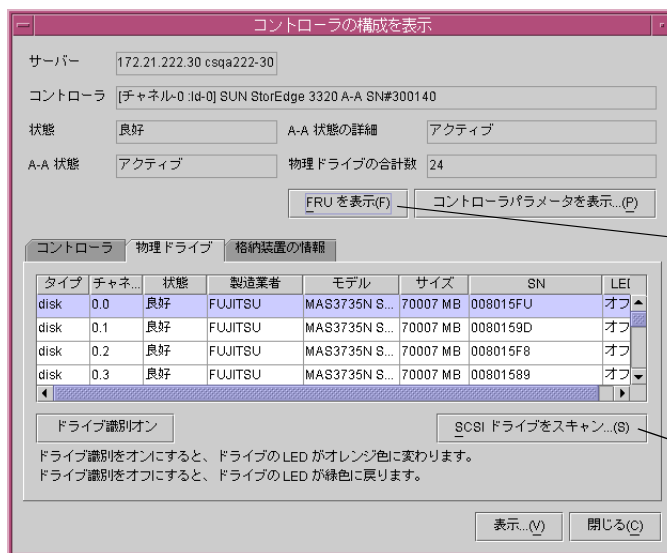 コントローラの構成を表示
サーバー 172.21.222.30 csqa222-30
コントローラ [チャネル-0 :Id-0] SUN StorEdge 3320 A-A SN#300140
状態 良好 A-A 状態の詳細 アクティブ
A-A 状態 アクティブ 物理ドライブの合計数 24
FRU を表示(F) コントローラパラメータを表示...(P)
コントローラ 物理ドライブ 格納装置の情報
タイプ チャネ... 状態 製造業者 モデル サイズ SN LEI
disk 0.0 良好 FUJITSU MAS3735N S... 70007 MB 008015FU オフ
disk 0.1 良好 FUJITSU MAS3735N S... 70007 MB 0080159D オフ
disk 0.2 良好 FUJITSU MAS3735N S... 70007 MB 008015F8 オフ
disk 0.3 良好 FUJITSU MAS3735N S... 70007 MB 00801589 オフ
ドライブ識別オン SCSI ドライブをスキャン...(S)
ドライブ識別をオンにすると、ドライブの LED がオレンジ色に変わります。
ドライブ識別をオフにすると、ドライブの LED が緑色に戻ります。
表示...(V) 閉じる(C)